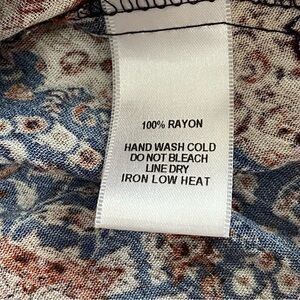 100% RAYON
HAND WASH COLD
DO NOT BLEACH
LINE DRY
IRON LOW HEAT